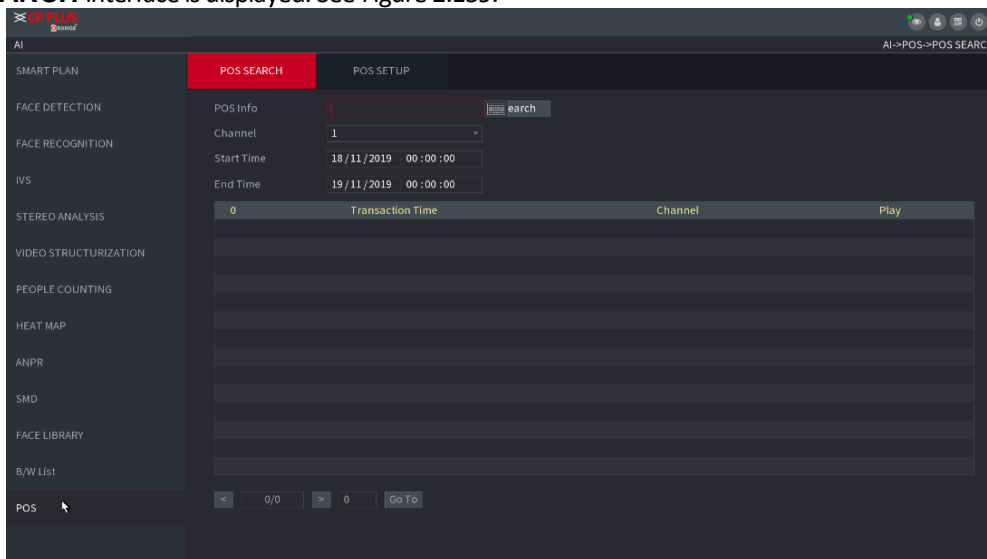 ARCH interface is displayed. See Figure 2.139.
CP PLUS
ORANGE
AI AI->POS->POS SEARC
SMART PLAN
POS SEARCH POS SETUP
FACE DETECTION
FACE RECOGNITION
IVS
STEREO ANALYSIS
VIDEO STRUCTURIZATION
PEOPLE COUNTING
HEAT MAP
ANPR
SMD
FACE LIBRARY
B/W List
POS
POS Info earch
Channel 1
Start Time 18/11/2019 00:00:00
End Time 19/11/2019 00:00:00
0 Transaction Time Channel Play
< 0/0 > 0 Go To